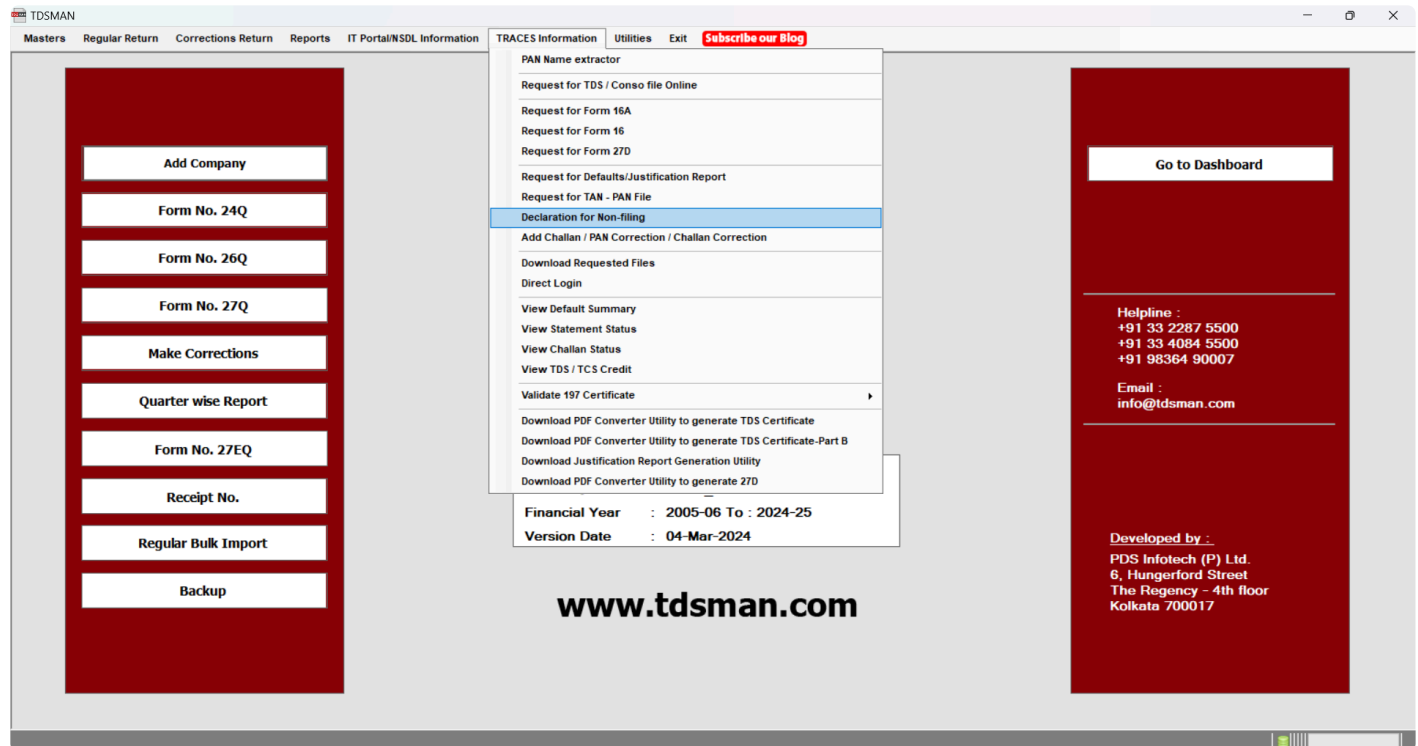 TDSMAN
Masters Regular Return Corrections Return Reports IT Portal/NSDL Information TRACES Information Utilities Exit Subscribe our Blog
PAN Name extractor
Request for TDS / Conso file Online
Request for Form 16A
Request for Form 16
Request for Form 27D
Request for Defaults/Justification Report
Request for TAN - PAN File
Declaration for Non-filing
Add Challan / PAN Correction / Challan Correction
Download Requested Files
Direct Login
View Default Summary
View Statement Status
View Challan Status
View TDS / TCS Credit
Validate 197 Certificate
Download PDF Converter Utility to generate TDS Certificate
Download PDF Converter Utility to generate TDS Certificate-Part B
Download Justification Report Generation Utility
Download PDF Converter Utility to generate 27D
Add Company
Form No. 24Q
Form No. 26Q
Form No. 27Q
Make Corrections
Quarter wise Report
Form No. 27EQ
Receipt No.
Regular Bulk Import
Backup
Financial Year : 2005-06 To : 2024-25
Version Date : 04-Mar-2024
www.tdsman.com
Go to Dashboard
Helpline :
+91 33 2287 5500
+91 33 4084 5500
+91 98364 90007
Email :
info@tdsman.com
Developed by :
PDS Infotech (P) Ltd.
6, Hungerford Street
The Regency - 4th floor
Kolkata 700017